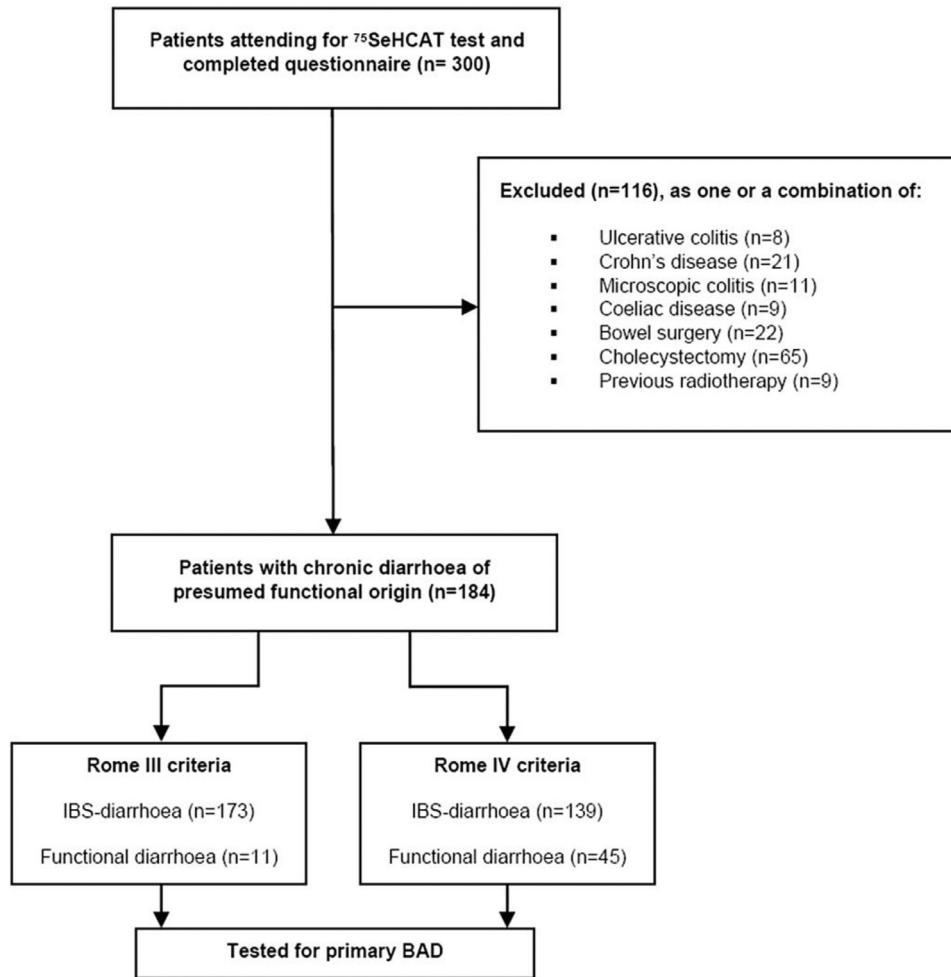 Patients attending for ⁷⁵SeHCAT test and
completed questionnaire (n= 300)
Excluded (n=116), as one or a combination of:
▪ Ulcerative colitis (n=8)
▪ Crohn’s disease (n=21)
▪ Microscopic colitis (n=11)
▪ Coeliac disease (n=9)
▪ Bowel surgery (n=22)
▪ Cholecystectomy (n=65)
▪ Previous radiotherapy (n=9)
Patients with chronic diarrhoea of
presumed functional origin (n=184)
Rome III criteria
IBS-diarrhoea (n=173)
Functional diarrhoea (n=11)
Rome IV criteria
IBS-diarrhoea (n=139)
Functional diarrhoea (n=45)
Tested for primary BAD